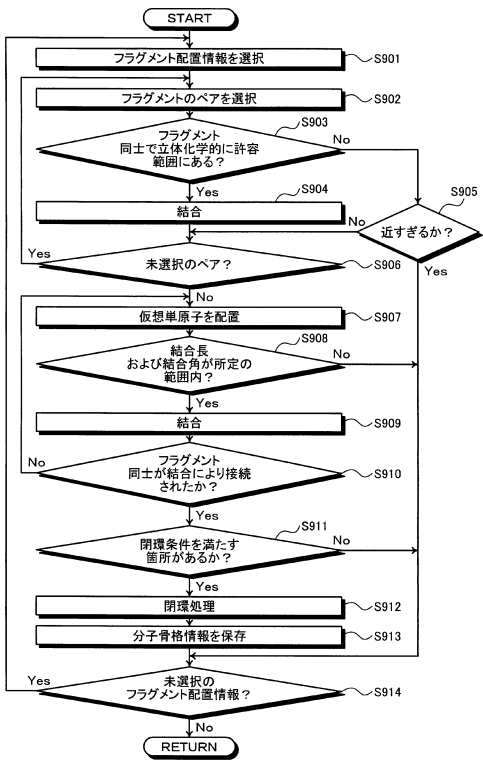 START
フラグメント配置情報を選択 S901
フラグメントのペアを選択 S902
S903
フラグメント
同士で立体化学的に許容
範囲にある？
No
Yes
S904
結合
S905
No
近すぎるか？
Yes
Yes
未選択のペア？
S906
No
仮想単原子を配置 S907
S908
結合長
および結合角が所定の
範囲内？
No
Yes
結合 S909
フラグメント
同士が結合により接続
されたか？
S910
No
Yes
S911
閉環条件を満たす
箇所があるか？
No
Yes
閉環処理 S912
分子骨格情報を保存 S913
Yes
未選択の
フラグメント配置情報？
S914
No
RETURN